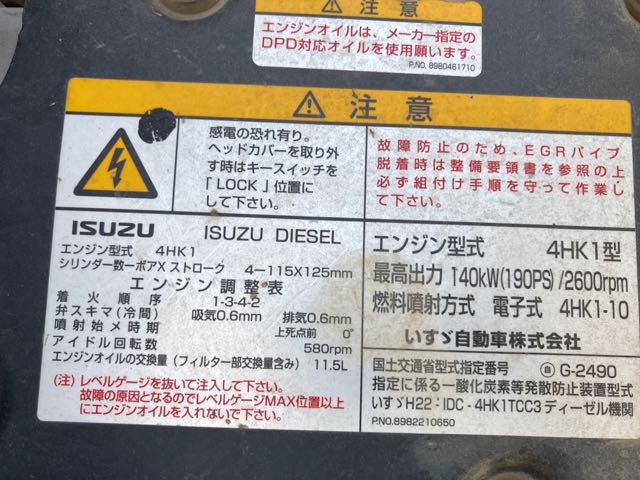 ⚠ 注意
エンジンオイルは、メーカー指定の
DPD対応オイルを使用願います。
P.NO. 8980461710
⚠ 注意
感電の恐れ有り。
ヘッドカバーを取り外
す時はキースイッチを
「LOCK」位置に
して下さい。
故障防止のため、EGRパイプ
脱着時は整備要領書を参照の上
必ず組付け手順を守って作業し
て下さい。
ISUZU ISUZU DIESEL
エンジン型式 4HK1
シリンダ数ーボアXストローク 4ー115X125mm
エンジン調整表
着火順序 1-3-4-2
弁スキマ(冷間) 吸気0.6mm 排気0.6mm
噴射始め時期 上死点前 0°
アイドル回転数 580rpm
エンジンオイルの交換量(フィルター部交換量含み) 11.5L
(注) レベルゲージを抜いて注入して下さい。
故障の原因となるのでレベルゲージMAX位置以上
にエンジンオイルを入れないで下さい。
エンジン型式 4HK1型
最高出力 140kW(190PS)/2600rpm
燃料噴射方式 電子式 4HK1-10
いすゞ自動車株式会社
国土交通省型式指定番号 自 G-2490
指定に係る一酸化炭素等発散防止装置型式
いすゞH22-IDC-4HK1TCC3ディーゼル機関
P.NO.8982210650